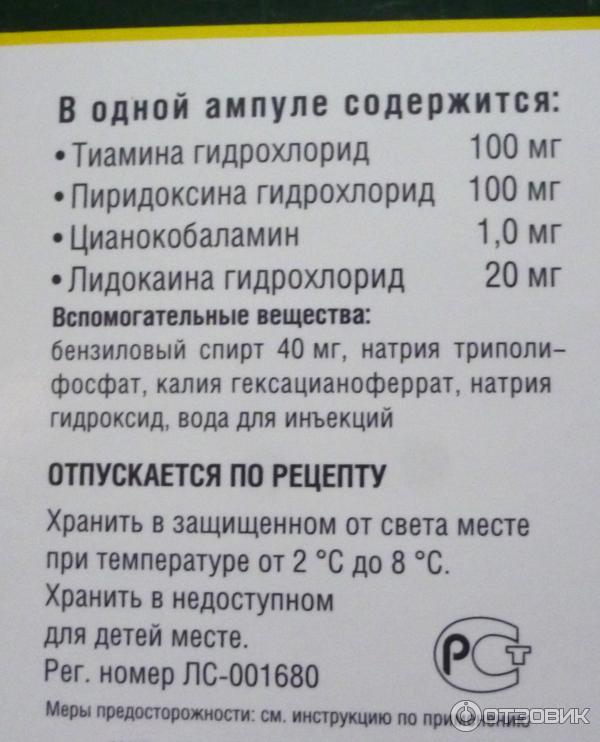 В одной ампуле содержится:
• Тиамина гидрохлорид 100 мг
• Пиридоксина гидрохлорид 100 мг
• Цианокобаламин 1,0 мг
• Лидокаина гидрохлорид 20 мг
Вспомогательные вещества:
бензиловый спирт 40 мг, натрия триполи-
фосфат, калия гексацианоферрат, натрия
гидроксид, вода для инъекций
ОТПУСКАЕТСЯ ПО РЕЦЕПТУ
Хранить в защищенном от света месте
при температуре от 2 °С до 8 °С.
Хранить в недоступном
для детей месте.
Рег. номер ЛС-001680
РСТ
Меры предосторожности: см. инструкцию по применению
ОТЗОВИК